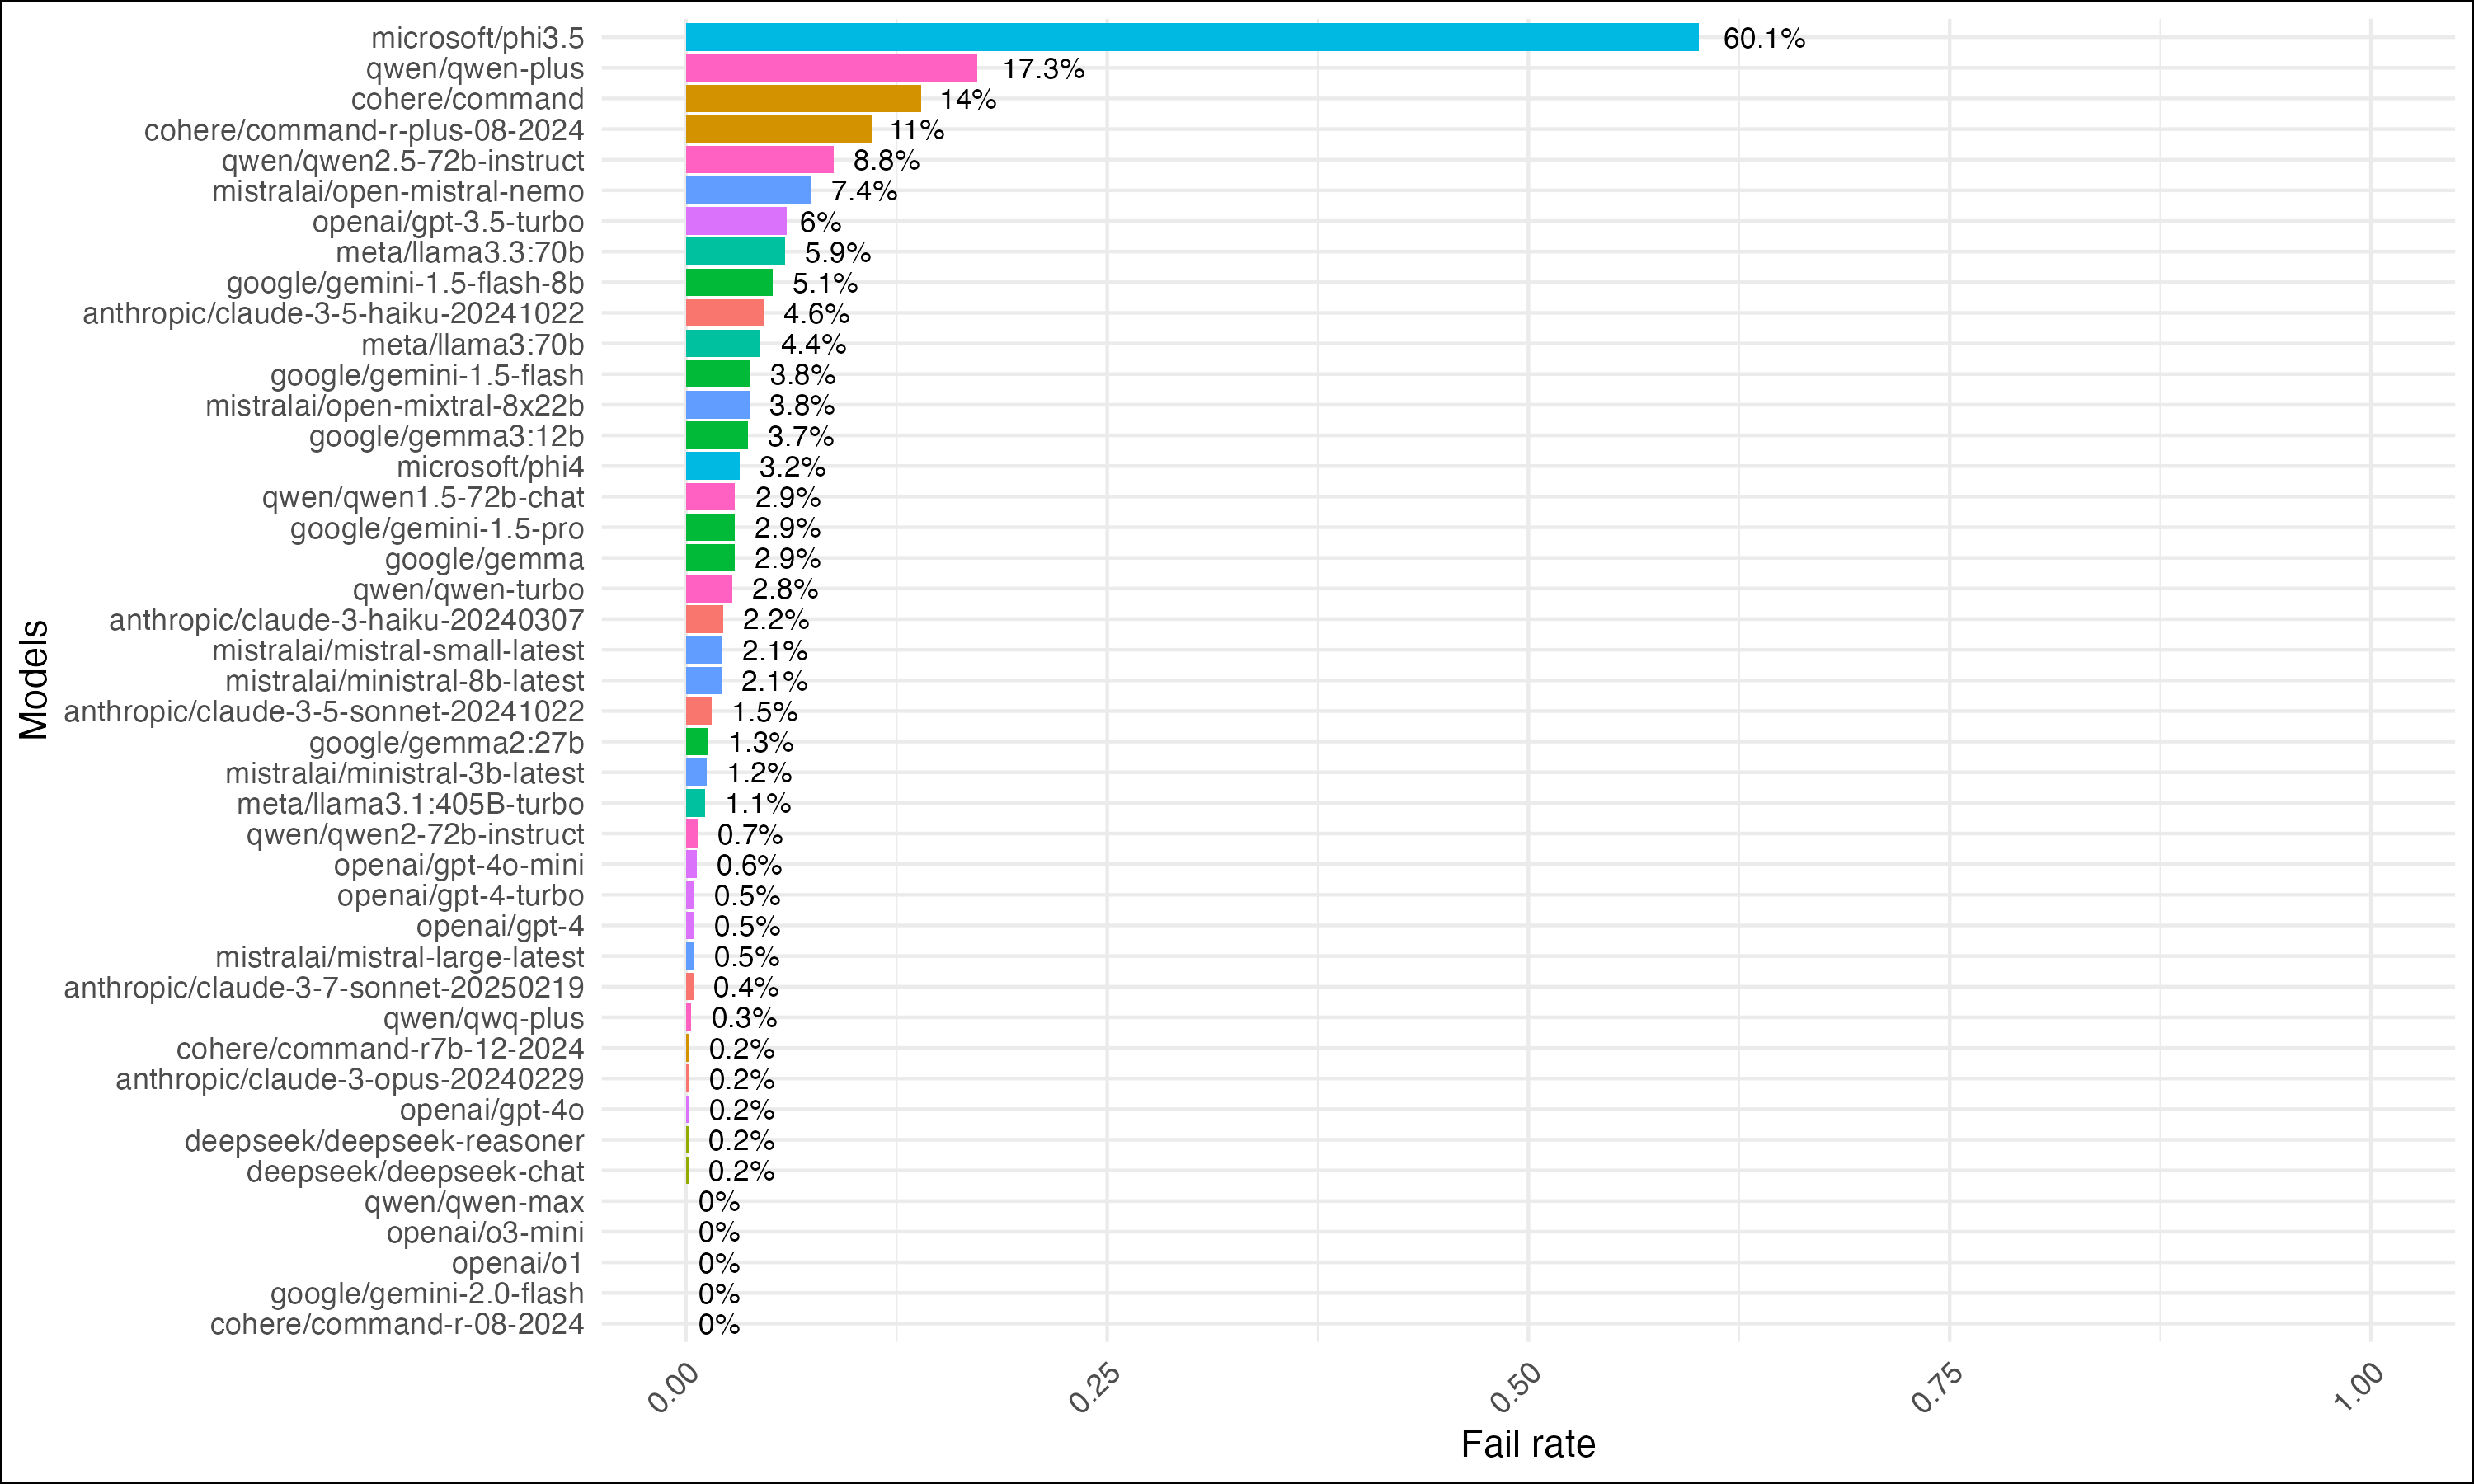 Models
microsoft/phi3.5 60.1%
qwen/qwen-plus 17.3%
cohere/command 14%
cohere/command-r-plus-08-2024 11%
qwen/qwen2.5-72b-instruct 8.8%
mistralai/open-mistral-nemo 7.4%
openai/gpt-3.5-turbo 6%
meta/llama3.3:70b 5.9%
google/gemini-1.5-flash-8b 5.1%
anthropic/claude-3-5-haiku-20241022 4.6%
meta/llama3:70b 4.4%
google/gemini-1.5-flash 3.8%
mistralai/open-mixtral-8x22b 3.8%
google/gemma3:12b 3.7%
microsoft/phi4 3.2%
qwen/qwen1.5-72b-chat 2.9%
google/gemini-1.5-pro 2.9%
google/gemma 2.9%
qwen/qwen-turbo 2.8%
anthropic/claude-3-haiku-20240307 2.2%
mistralai/mistral-small-latest 2.1%
mistralai/ministral-8b-latest 2.1%
anthropic/claude-3-5-sonnet-20241022 1.5%
google/gemma2:27b 1.3%
mistralai/ministral-3b-latest 1.2%
meta/llama3.1:405B-turbo 1.1%
qwen/qwen2-72b-instruct 0.7%
openai/gpt-4o-mini 0.6%
openai/gpt-4-turbo 0.5%
openai/gpt-4 0.5%
mistralai/mistral-large-latest 0.5%
anthropic/claude-3-7-sonnet-20250219 0.4%
qwen/qwq-plus 0.3%
cohere/command-r7b-12-2024 0.2%
anthropic/claude-3-opus-20240229 0.2%
openai/gpt-4o 0.2%
deepseek/deepseek-reasoner 0.2%
deepseek/deepseek-chat 0.2%
qwen/qwen-max 0%
openai/o3-mini 0%
openai/o1 0%
google/gemini-2.0-flash 0%
cohere/command-r-08-2024 0%
0.00 0.25 0.50 0.75 1.00
Fail rate